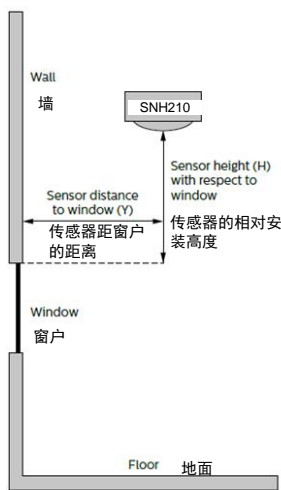 Wall
墙
SNH210
Sensor height (H)
with respect to
window
传感器的相对安
装高度
Sensor distance
to window (Y)
传感器距窗户
的距离
Window
窗户
Floor 地面